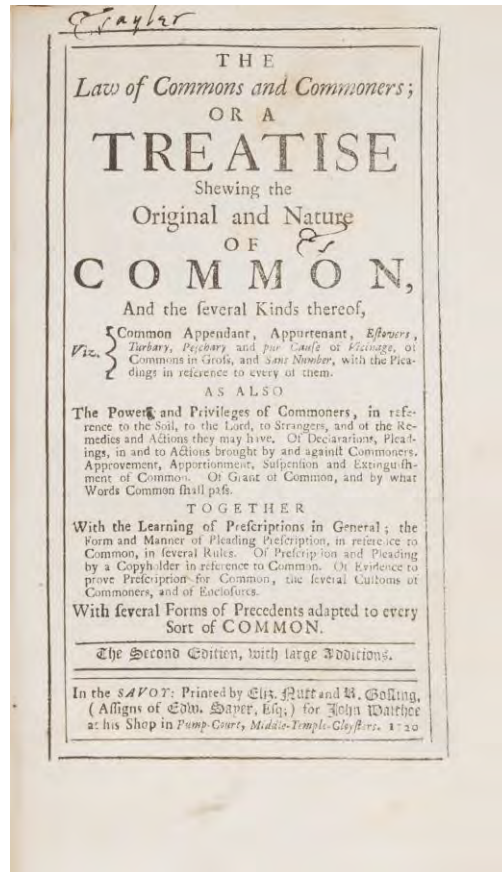 Taylor
THE
Law of Commons and Commoners;
OR A
TREATISE
Shewing the
Original and Nature
OF
COMMON,
And the ſeveral Kinds thereof,
Viz. Common Appendant, Appurtenant, Eſtovers,
Turbary, Peſchary and pur Cauſe of Vicinage, of
Commons in Groſs, and Sans Number, with the Plea-
dings in reference to every of them.
AS ALSO
The Powers and Privileges of Commoners, in refe-
rence to the Soil, to the Lord, to Strangers, and of the Re-
medies and Actions they may have. Of Declarations, Plead-
ings, in and to Actions brought by and againſt Commoners.
Approvement, Apportionment, Suſpention and Extinguiſh-
ment of Common. Of Grant of Common, and by what
Words Common ſhall paſs.
TOGETHER
With the Learning of Preſcriptions in General; the
Form and Manner of Pleading Preſcription, in reference to
Common, in ſeveral Rules. Of Preſcription and Pleading
by a Copyholder in reference to Common. Of Evidence to
prove Preſcription for Common, the ſeveral Cuſtoms of
Commoners, and of Encloſures.
With ſeveral Forms of Precedents adapted to every
Sort of COMMON.
The Second Edition, with large Additions.
In the SAVOY: Printed by Eliz. Nutt and R. Goſling,
(Aſſigns of Edw. Sayer, Eſq;) for John Walthoe
at his Shop in Pump-Court, Middle-Temple-Cloyſters. 1720